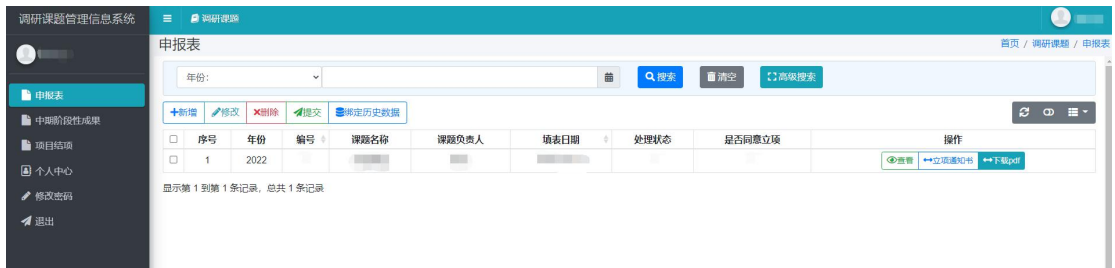 调研课题管理信息系统
调研课题
申报表
首页 / 调研课题 / 申报表
年份：
搜索
清空
高级搜索
申报表
中期阶段性成果
项目结项
个人中心
修改密码
退出
+新增 修改 ×删除 提交 绑定历史数据
序号 年份 编号 课题名称 课题负责人 填表日期 处理状态 是否同意立项 操作
1 2022 查看 立项通知书 下载pdf
显示第 1 到第 1 条记录，总共 1 条记录